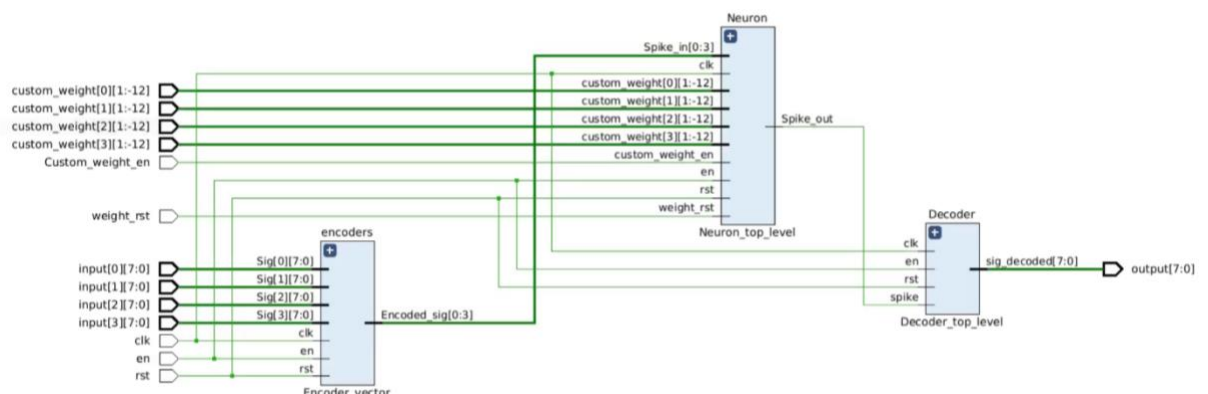 Neuron
Spike_in[0:3]
clk
custom_weight[0][1:-12]
custom_weight[0][1:-12]
custom_weight[1][1:-12]
custom_weight[1][1:-12]
custom_weight[2][1:-12]
custom_weight[2][1:-12]
Spike_out
custom_weight[3][1:-12]
custom_weight[3][1:-12]
Custom_weight_en
custom_weight_en
en
rst
weight_rst
weight_rst
Neuron_top_level
encoders
Decoder
clk
input[0][7:0]
Sig[0][7:0]
en
sig_decoded[7:0]
output[7:0]
input[1][7:0]
Sig[1][7:0]
rst
input[2][7:0]
Sig[2][7:0]
spike
input[3][7:0]
Sig[3][7:0]
Encoded_sig[0:3]
Decoder_top_level
clk
clk
en
en
rst
rst
Encoder_vector